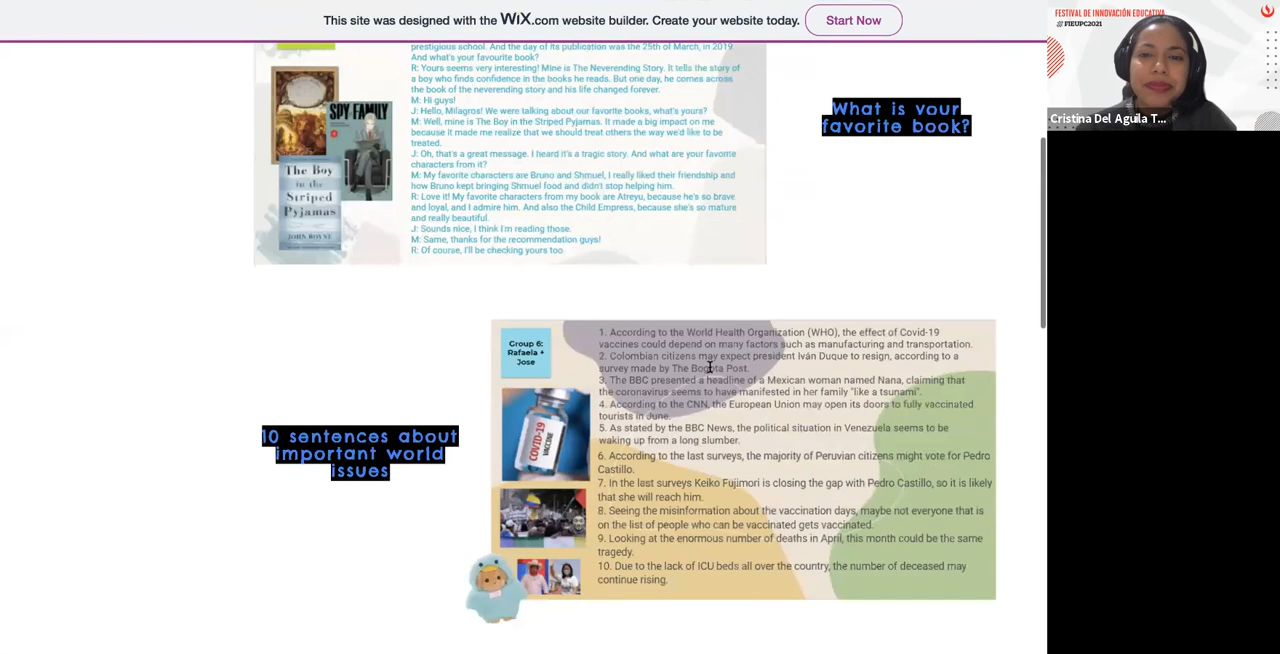 This site was designed with the WiX.com website builder. Create your website today.
Start Now
prestigious school. And the day of its publication was the 25th of March, in 2019.
And what's your favourite book?
R: Yours seems very interesting! Mine is The Neverending Story. It tells the story of
a boy who finds confidence in the books he reads. But one day, he comes across
the book of the neverending story and his life changed forever.
M: Hi guys!
J: Hello, Milagros! We were talking about our favorite books, what's yours?
M: Well, mine is The Boy in the Striped Pyjamas. It made a big impact on me
because it made me realize that we should treat others the way we'd like to be
treated.
J: Oh, that's a great message. I heard it's a tragic story. And what are your favorite
characters from it?
M: My favorite characters are Bruno and Shmuel, I really liked their friendship and
how Bruno kept bringing Shmuel food and didn't stop helping him.
R: Love it! My favorite characters from my book are Atreyu, because he's so brave
and loyal, and I admire him. And also the Child Empress, because she's so mature
and really beautiful.
J: Sounds nice, I think I'm reading those.
M: Same, thanks for the recommendation guys!
R: Of course, I'll be checking yours too.
SPY FAMILY
The Boy
in the
Striped
Pyjamas
JOHN BOYNE
What is your
favorite book?
10 sentences about
important world
issues
Group 6:
Rafaela +
Jose
COVID-19
VACCINE
1. According to the World Health Organization (WHO), the effect of Covid-19
vaccines could depend on many factors such as manufacturing and transportation.
2. Colombian citizens may expect president Iván Duque to resign, according to a
survey made by The Bogota Post.
3. The BBC presented a headline of a Mexican woman named Nana, claiming that
the coronavirus seems to have manifested in her family "like a tsunami".
4. According to the CNN, the European Union may open its doors to fully vaccinated
tourists in June.
5. As stated by the BBC News, the political situation in Venezuela seems to be
waking up from a long slumber.
6. According to the last surveys, the majority of Peruvian citizens might vote for Pedro
Castillo.
7. In the last surveys Keiko Fujimori is closing the gap with Pedro Castillo, so it is likely
that she will reach him.
8. Seeing the misinformation about the vaccination days, maybe not everyone that is
on the list of people who can be vaccinated gets vaccinated.
9. Looking at the enormous number of deaths in April, this month could be the same
tragedy.
10. Due to the lack of ICU beds all over the country, the number of deceased may
continue rising.
FESTIVAL DE INNOVACIÓN EDUCATIVA
#FIEUPC2021
Cristina Del Aguila T...